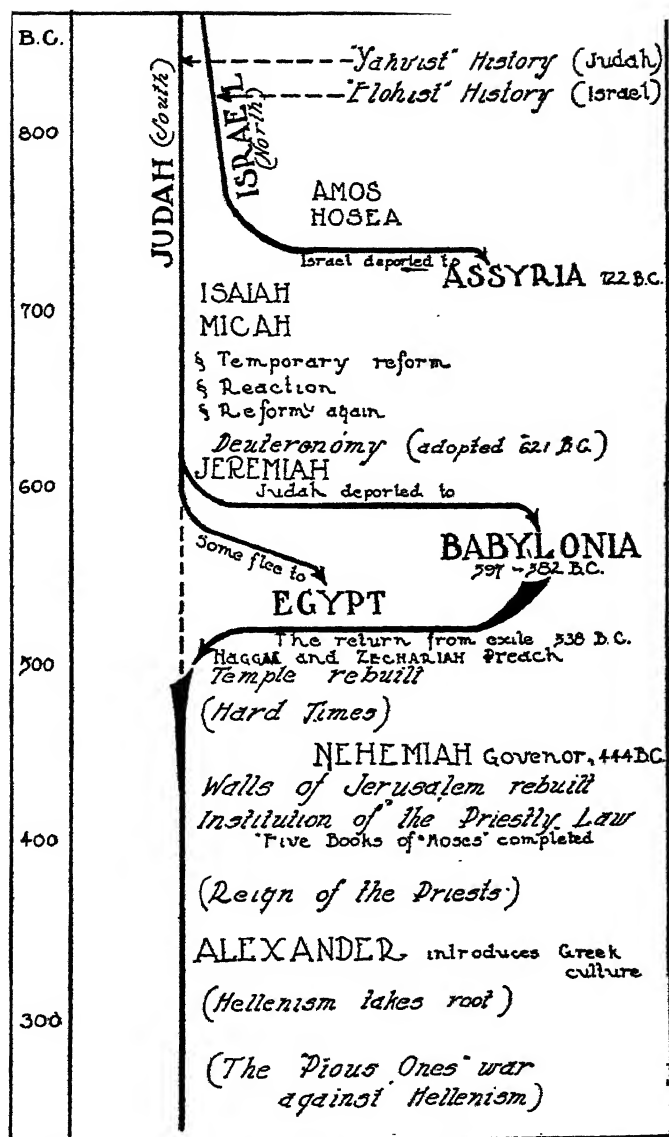 B.C.
"Yahvist" History (Judah)
"Elohist" History (Israel)
800
JUDAH (South)
ISRAEL
(North)
AMOS
HOSEA
Israel deported to
ASSYRIA 722 B.C.
700
ISAIAH
MICAH
§ Temporary reform
§ Reaction
§ Reform again
Deuteronomy (adopted 621 B.C.)
JEREMIAH
600
Judah deported to
Some flee to
BABYLONIA
597-582 B.C.
EGYPT
The return from exile 538 B.C.
500
HAGGAI and ZECHARIAH Preach
Temple rebuilt
(Hard Times)
NEHEMIAH Govenor, 444 B.C.
Walls of Jerusalem rebuilt
Institution of the Priestly Law
400
"Five Books of Moses" completed
(Reign of the Priests)
ALEXANDER introduces Greek
culture
(Hellenism takes root)
300
(The "Pious Ones" war
against Hellenism)